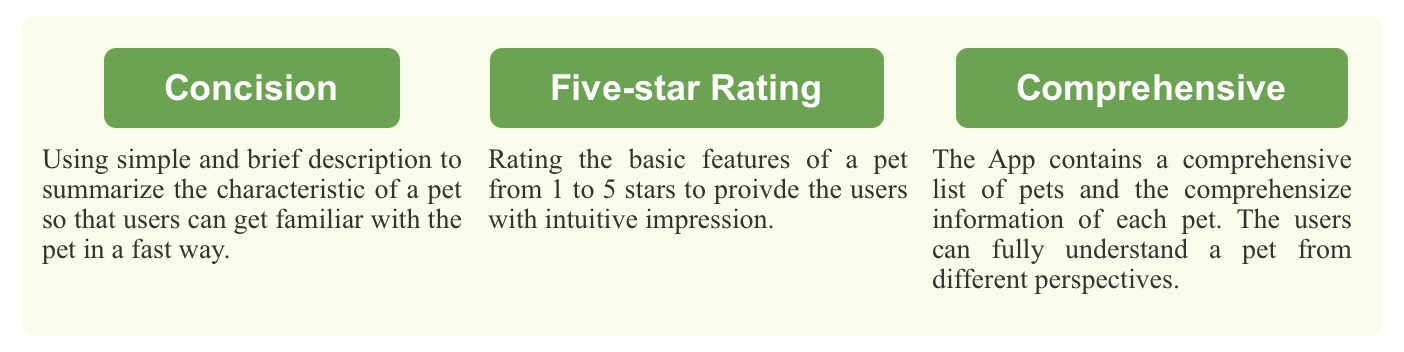 Concision
Using simple and brief description to
summarize the characteristic of a pet
so that users can get familiar with the
pet in a fast way.
Five-star Rating
Rating the basic features of a pet
from 1 to 5 stars to proivde the users
with intuitive impression.
Comprehensive
The App contains a comprehensive
list of pets and the comprehensize
information of each pet. The users
can fully understand a pet from
different perspectives.